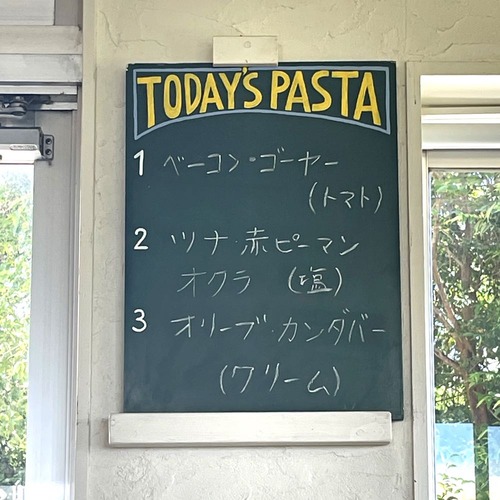 TODAY'S PASTA
1 ベーコン・ゴーヤー
(トマト)
2 ツナ・赤ピーマン
オクラ (塩)
3 オリーブ・カンダバー
(クリーム)